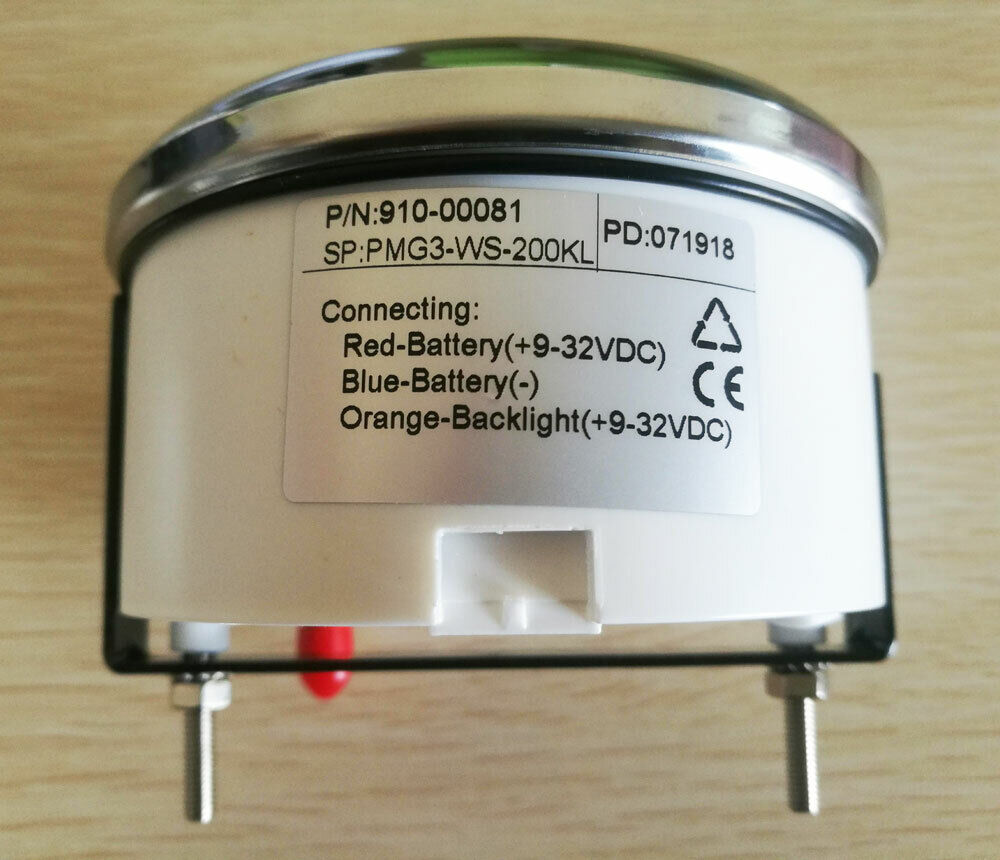 P/N:910-00081
SP:PMG3-WS-200KL
PD:071918
Connecting:
Red-Battery(+9-32VDC)
Blue-Battery(-)
Orange-Backlight(+9-32VDC)
CE